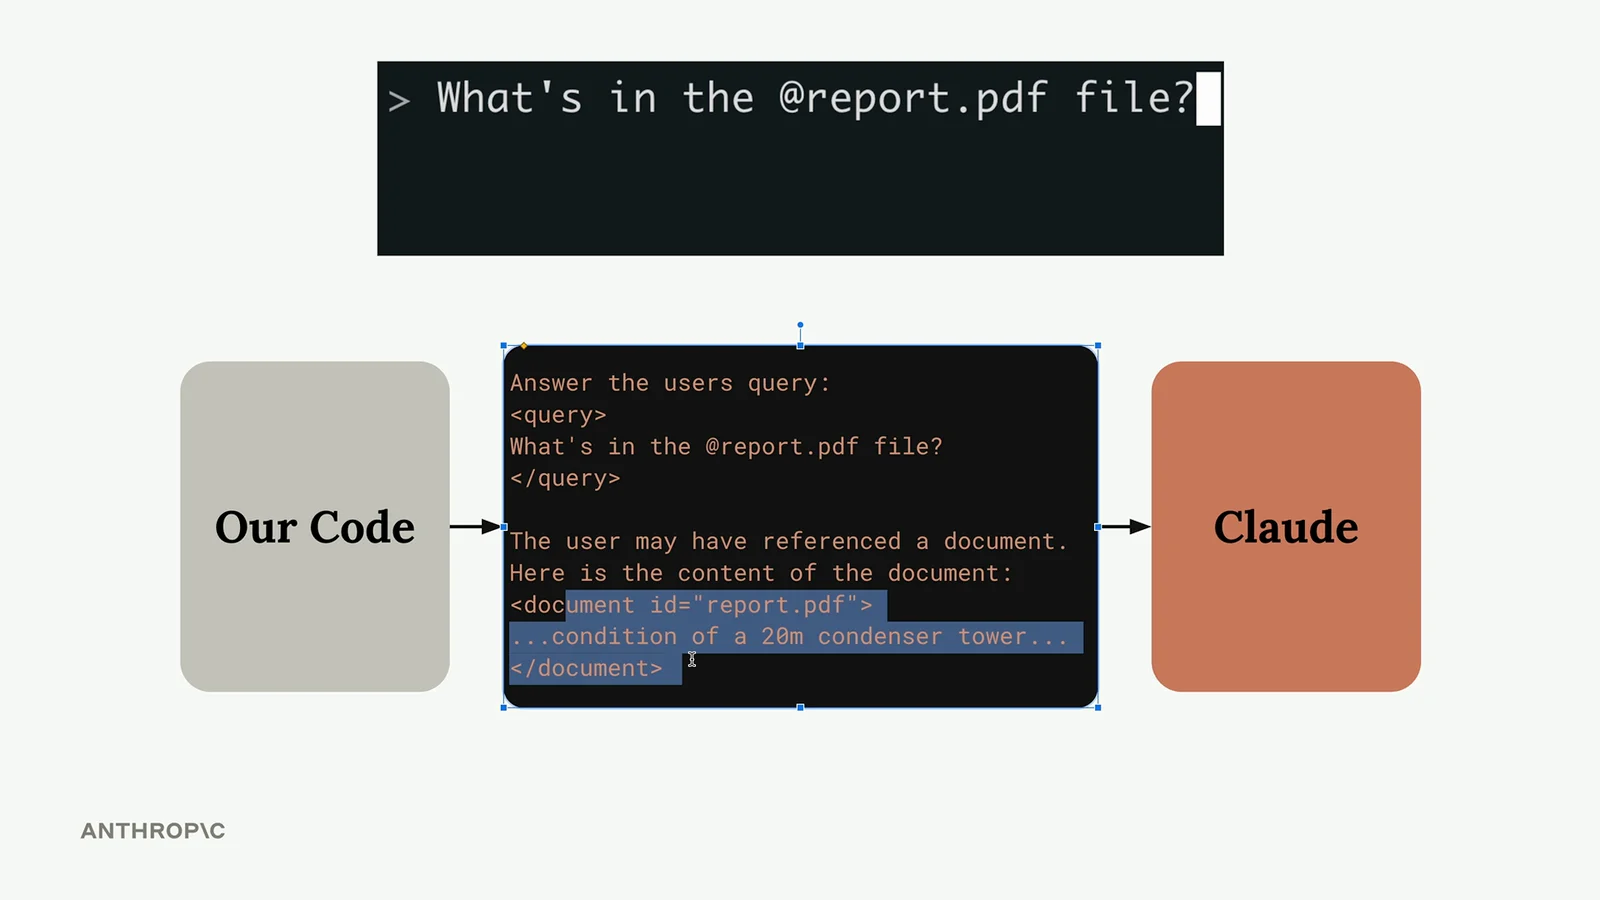 > What's in the @report.pdf file?
Our Code
Answer the users query:
<query>
What's in the @report.pdf file?
</query>
The user may have referenced a document.
Here is the content of the document:
<document id="report.pdf">
...condition of a 20m condenser tower...
</document>
Claude
ANTHROP\C